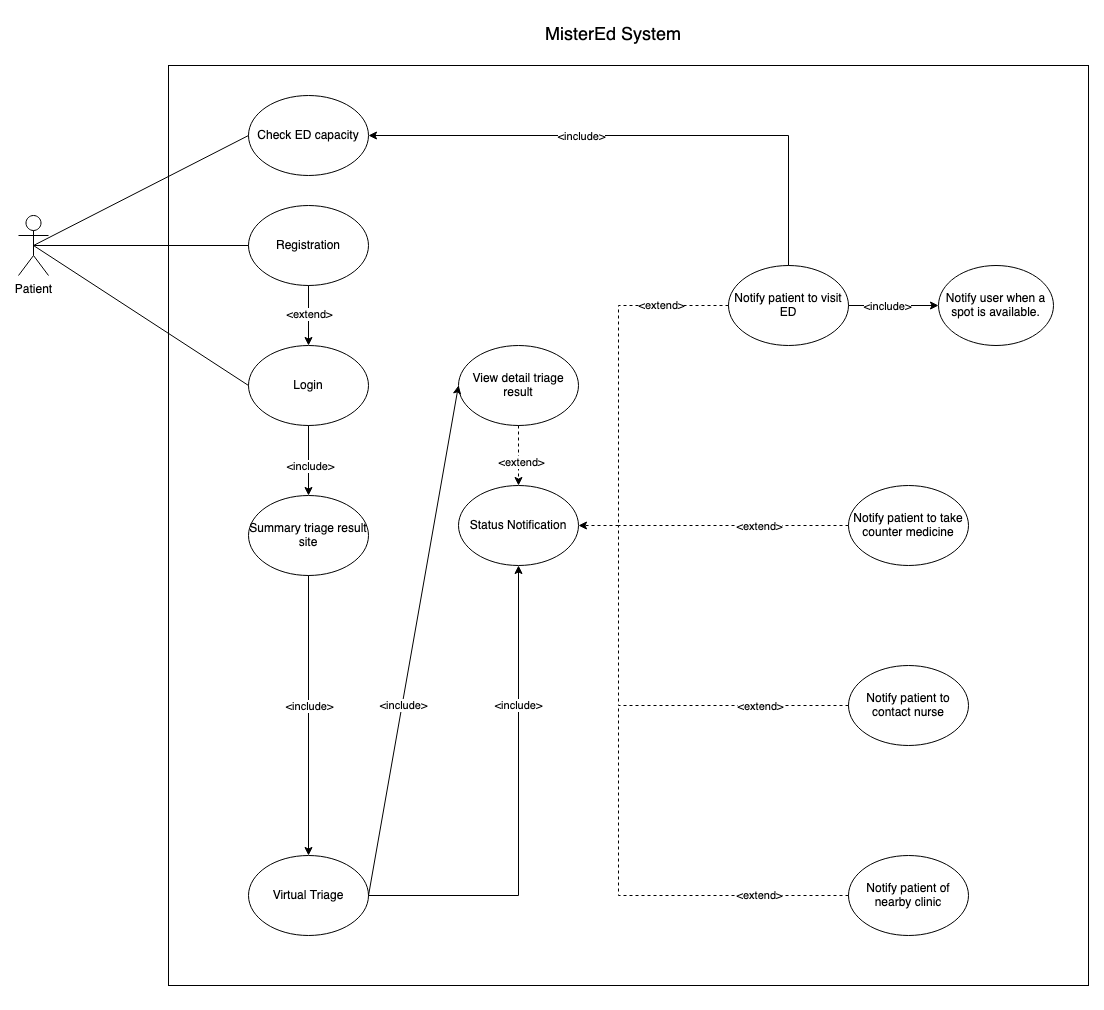 MisterEd System
Check ED capacity
<include>
Registration
Patient
<extend>
Notify patient to visit
ED
<extend>
<include>
Notify user when a
spot is available.
Login
View detail triage
result
<include>
<extend>
Summary triage result
site
Status Notification
<extend>
Notify patient to take
counter medicine
<include>
<include>
<include>
<extend>
Notify patient to
contact nurse
Virtual Triage
<extend>
Notify patient of
nearby clinic